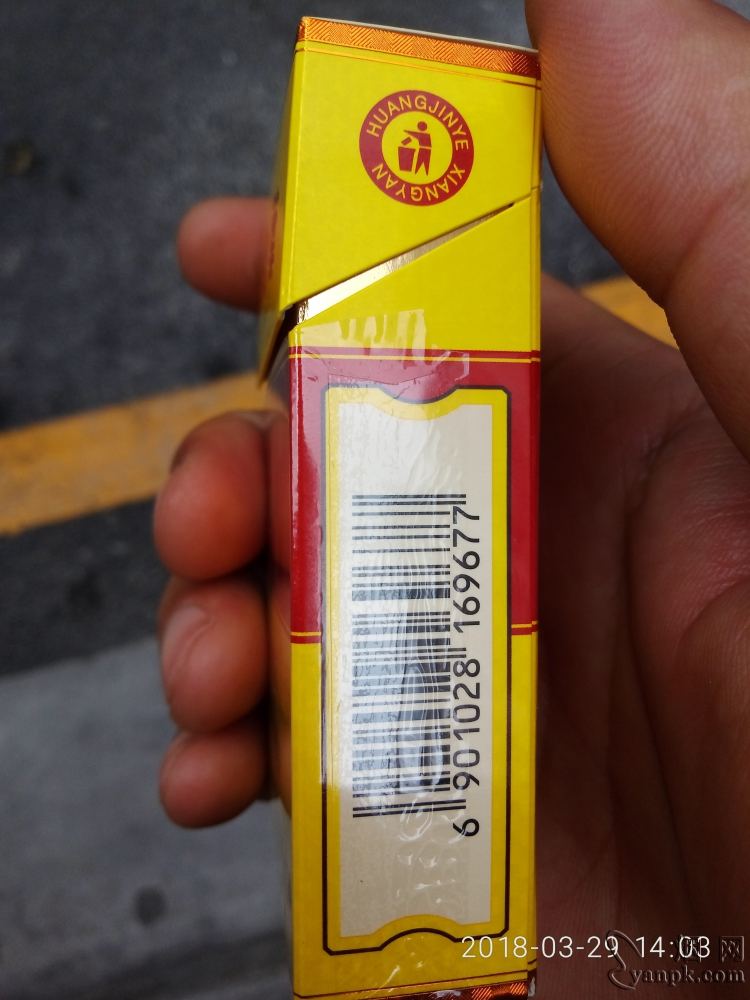 HUANGJINYE
XIANGYAN
6 901028 169677
2018-03-29 14:03
yanpk.com